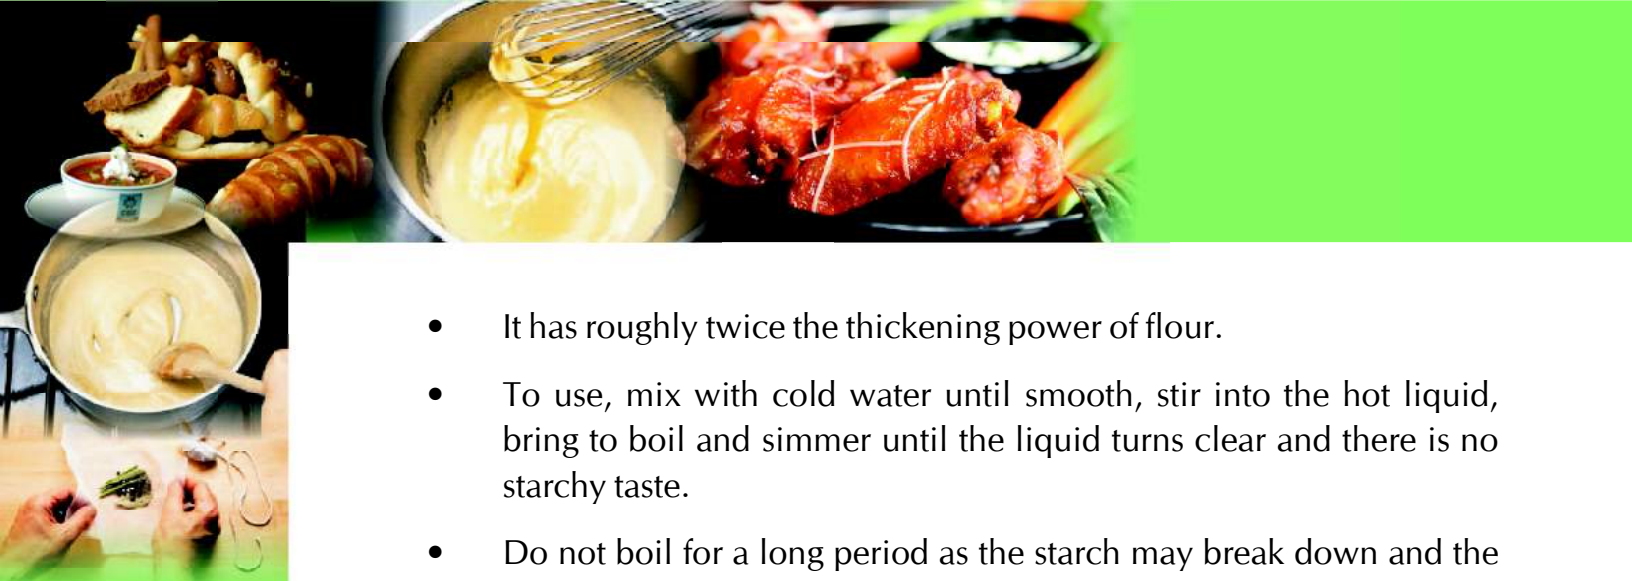 • It has roughly twice the thickening power of flour.
• To use, mix with cold water until smooth, stir into the hot liquid,
bring to boil and simmer until the liquid turns clear and there is no
starchy taste.
• Do not boil for a long period as the starch may break down and the